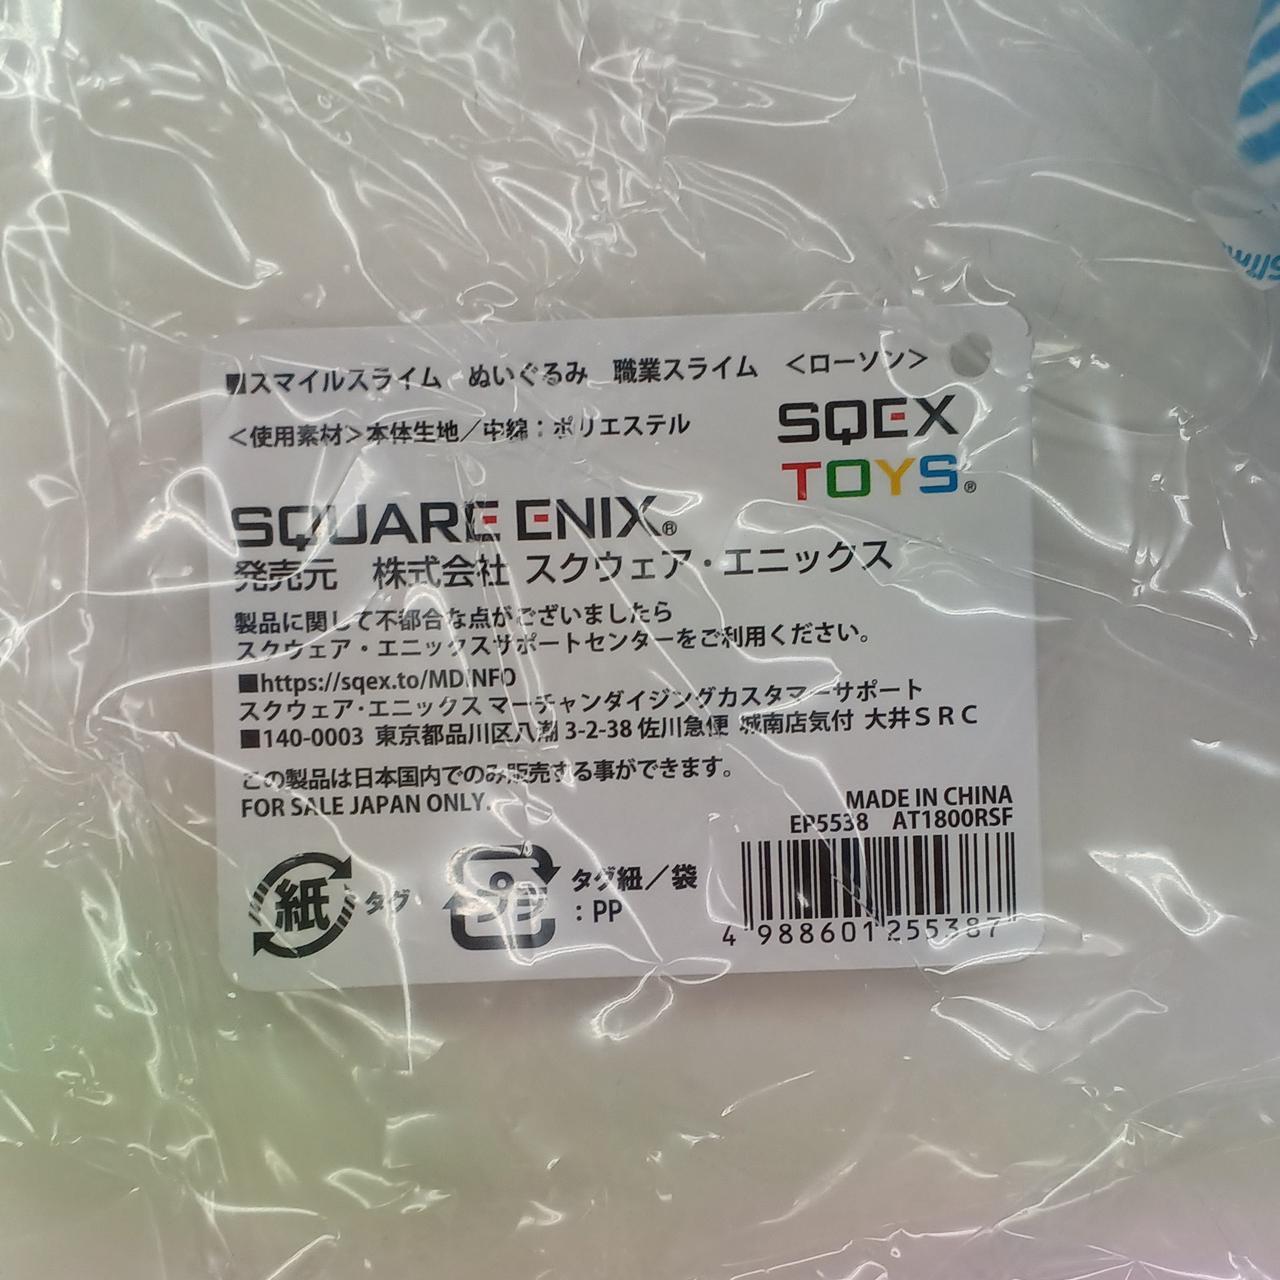 ■スマイルスライム ぬいぐるみ 職業スライム <ローソン>
<使用素材>本体生地/中綿:ポリエステル
SQEX
TOYS®
SQUARE ENIX®
発売元 株式会社 スクウェア・エニックス
製品に関して不都合な点がございましたら
スクウェア・エニックスサポートセンターをご利用ください。
■https://sqex.to/MDINFO
スクウェア・エニックス マーチャンダイジングカスタマーサポート
■140-0003 東京都品川区八潮 3-2-38 佐川急便 城南店気付 大井SRC
この製品は日本国内でのみ販売する事ができます。
FOR SALE JAPAN ONLY.
MADE IN CHINA
EP5538 AT1800RSF
紙 タグ
プラ タグ紐/袋
:PP
4 988601 255387